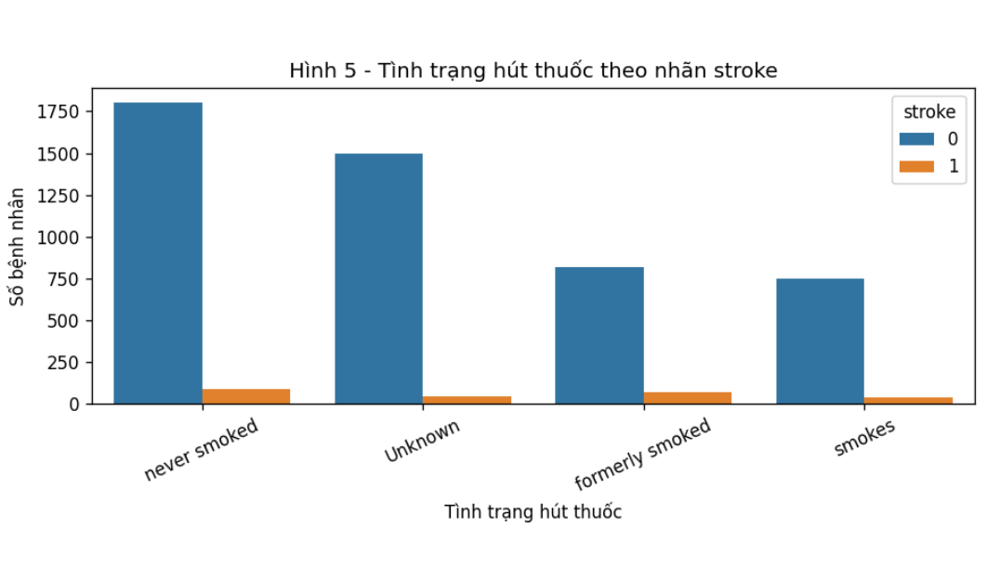 Hình 5 - Tình trạng hút thuốc theo nhãn stroke
stroke
0
1
Số bệnh nhân
1750
1500
1250
1000
750
500
250
0
never smoked
Unknown
formerly smoked
smokes
Tình trạng hút thuốc